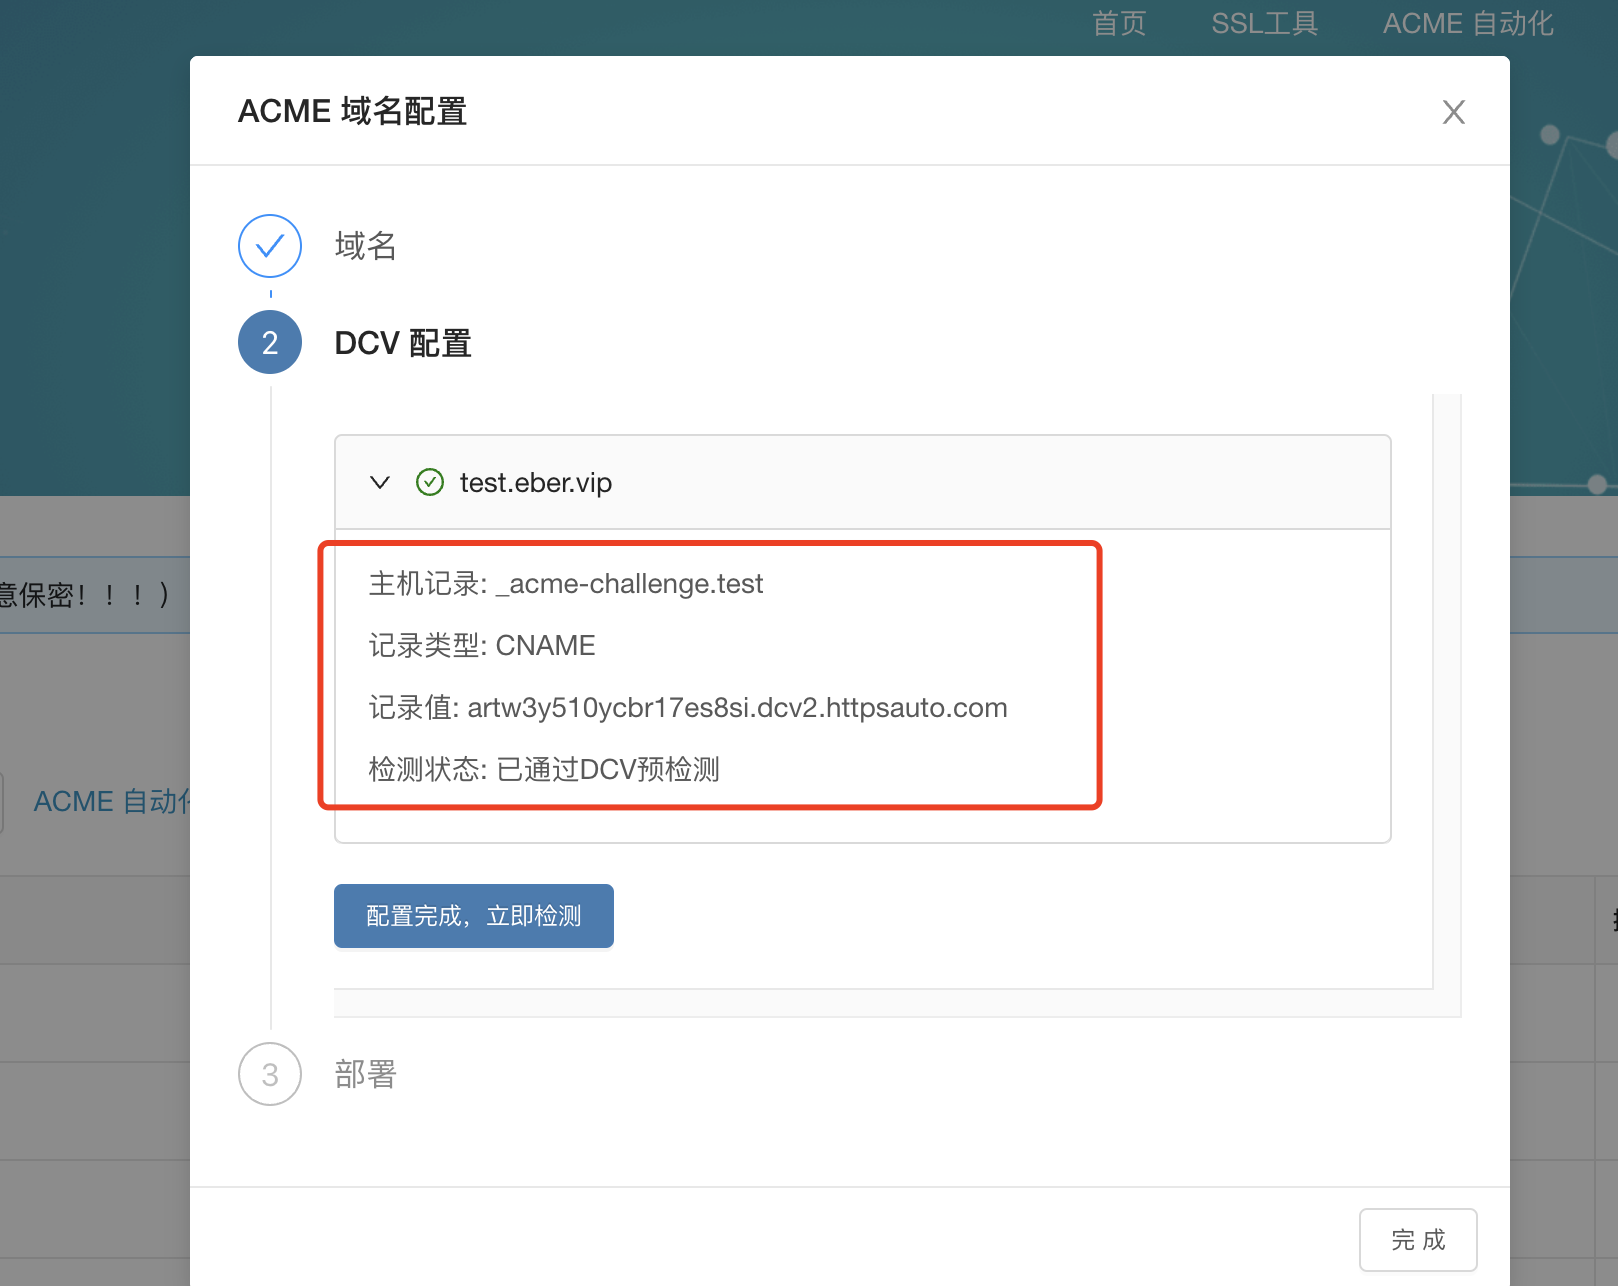 首页 SSL工具 ACME 自动化
ACME 域名配置
域名
2 DCV 配置
test.eber.vip
主机记录: _acme-challenge.test
意保密！！！）
记录类型: CNAME
记录值: artw3y510ycbr17es8si.dcv2.httpsauto.com
检测状态: 已通过DCV预检测
ACME 自动化
配置完成，立即检测
3 部署
完 成